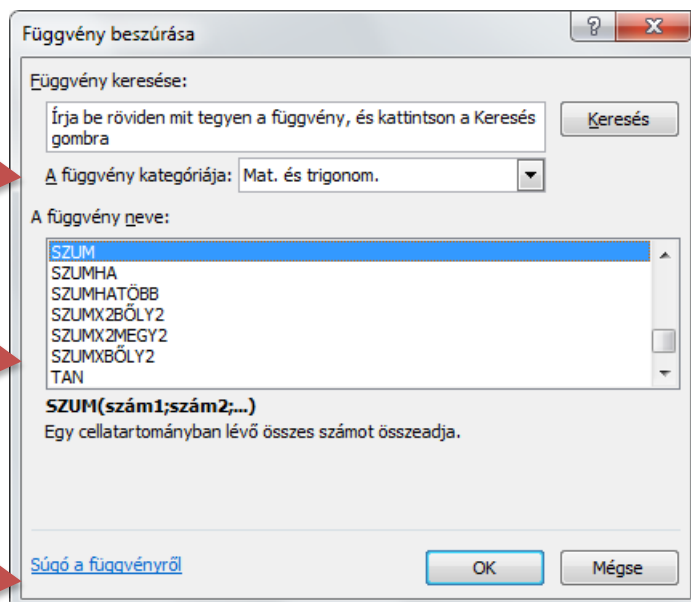 Függvény beszúrása
Függvény keresése:
Írja be röviden mit tegyen a függvény, és kattintson a Keresés
gombra
Keresés
A függvény kategóriája: Mat. és trigonom.
A függvény neve:
SZUM
SZUMHA
SZUMHATÖBB
SZUMX2BŐLY2
SZUMX2MEGY2
SZUMXBŐLY2
TAN
SZUM(szám1;szám2;...)
Egy cellatartományban lévő összes számot összeadja.
Súgó a függvényről
OK
Mégse